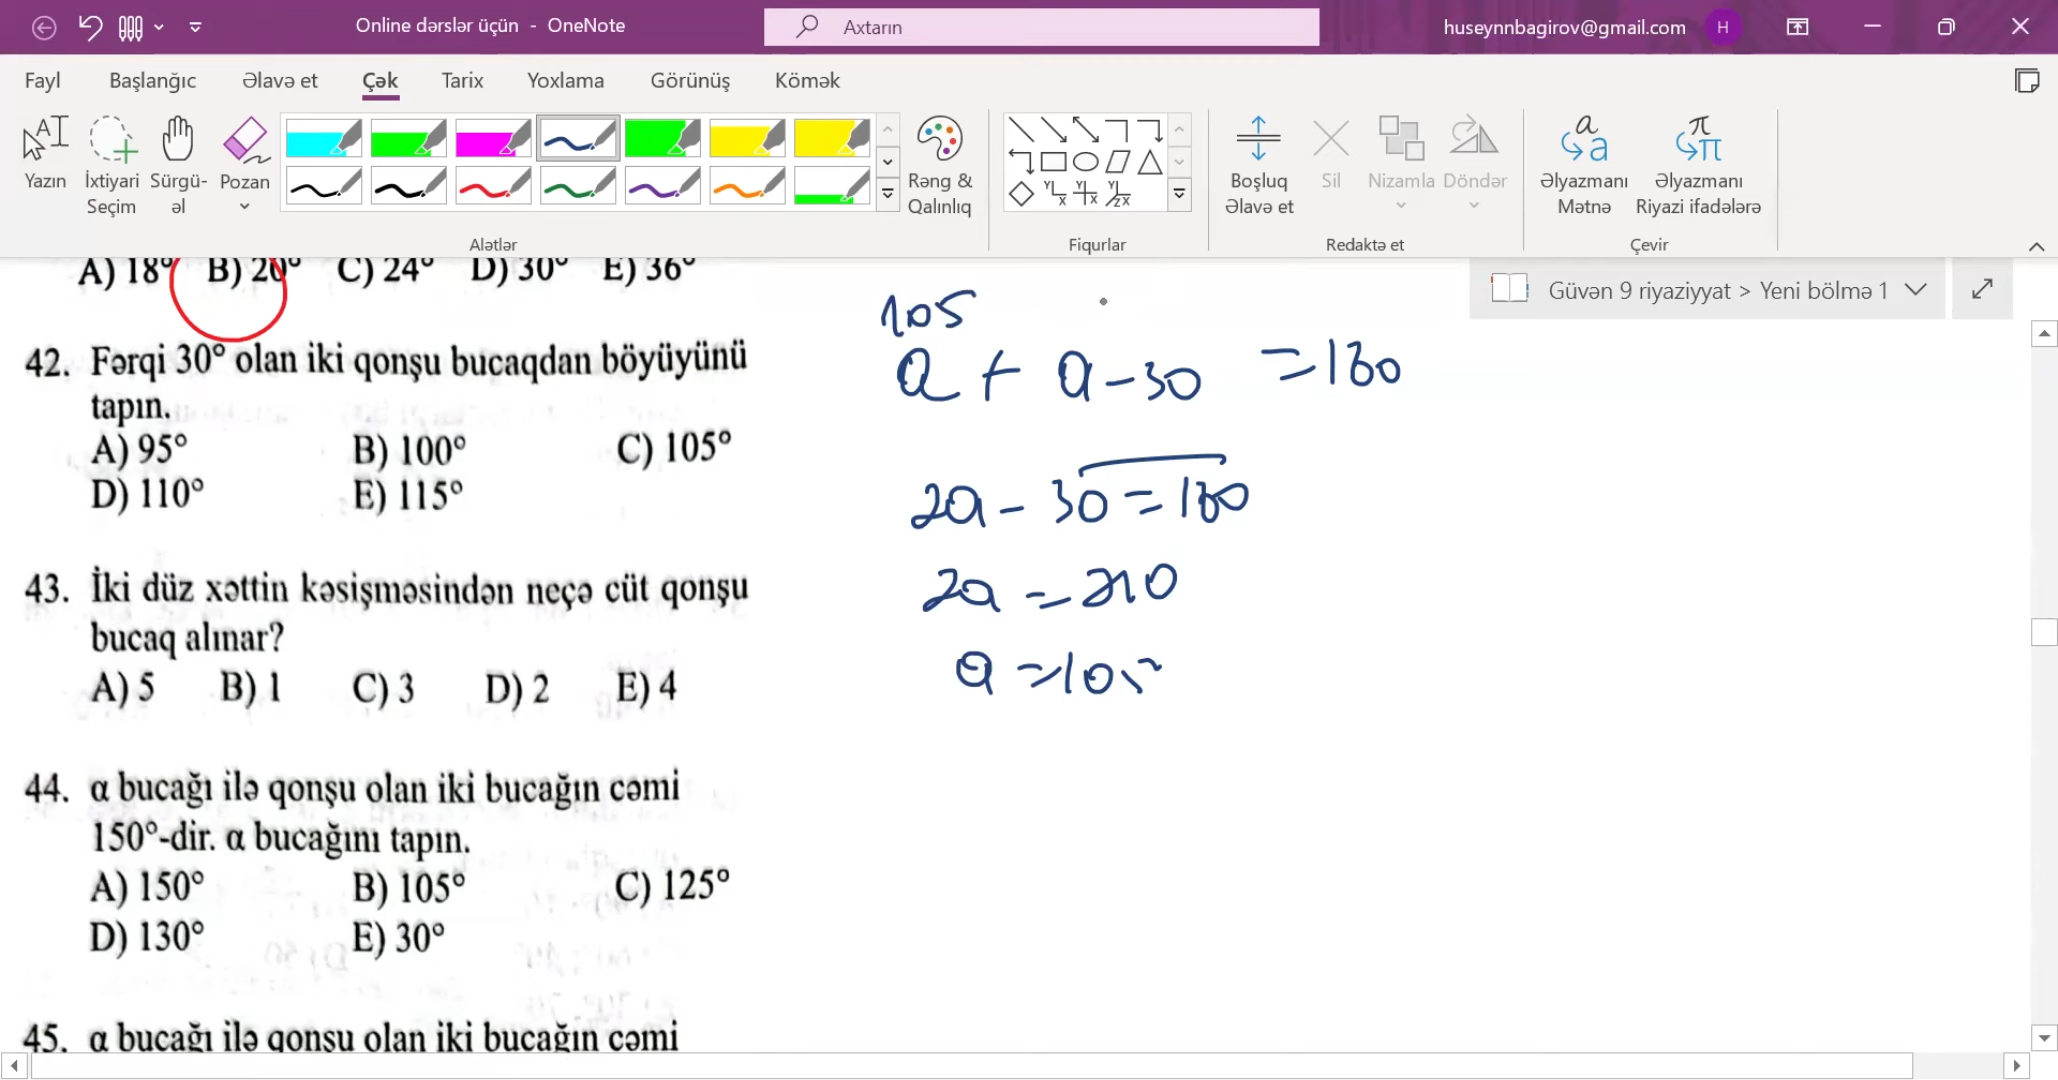 Online dərslər üçün - OneNote
Axtarın
huseynnbagirov@gmail.com
H
Fayl Başlanğıc Əlavə et Çək Tarix Yoxlama Görünüş Kömək
Yazın
İxtiyari Seçim
Sürgü-əl
Pozan
Rəng & Qalınlıq
Boşluq Əlavə et
Sil
Nizamla
Döndər
Əlyazmanı Mətnə
Əlyazmanı Riyazi ifadələrə
Alətlər
Fiqurlar
Redaktə et
Çevir
Güvən 9 riyaziyyat > Yeni bölmə 1
A) 18° B) 20° C) 24° D) 30° E) 36°
42. Fərqi 30° olan iki qonşu bucaqdan böyüyünü
tapın.
A) 95° B) 100° C) 105°
D) 110° E) 115°
43. İki düz xəttin kəsişməsindən neçə cüt qonşu
bucaq alınar?
A) 5 B) 1 C) 3 D) 2 E) 4
44. α bucağı ilə qonşu olan iki bucağın cəmi
150°-dir. α bucağını tapın.
A) 150° B) 105° C) 125°
D) 130° E) 30°
45. α bucağı ilə qonşu olan iki bucağın cəmi
105
a + a - 30 = 180
2a - 30 = 180
2a = 210
a = 105